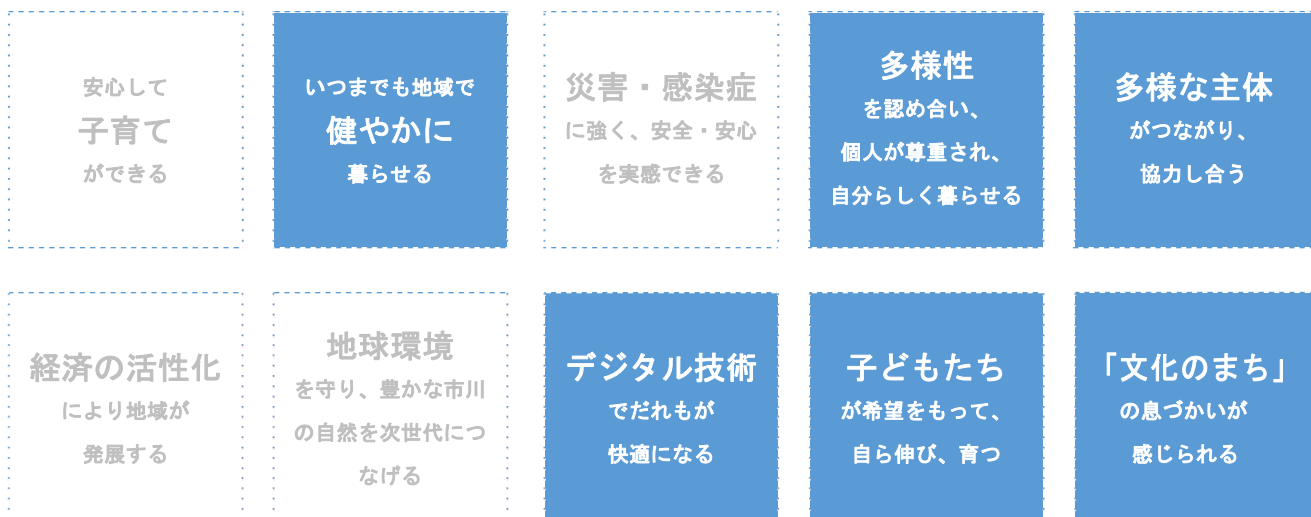 安心して
子育て
ができる
いつまでも地域で
健やかに
暮らせる
災害・感染症
に強く、安全・安心
を実感できる
多様性
を認め合い、
個人が尊重され、
自分らしく暮らせる
多様な主体
がつながり、
協力し合う
経済の活性化
により地域が
発展する
地球環境
を守り、豊かな市川
の自然を次世代につ
なげる
デジタル技術
でだれもが
快適になる
子どもたち
が希望をもって、
自ら伸び、育つ
「文化のまち」
の息づかいが
感じられる